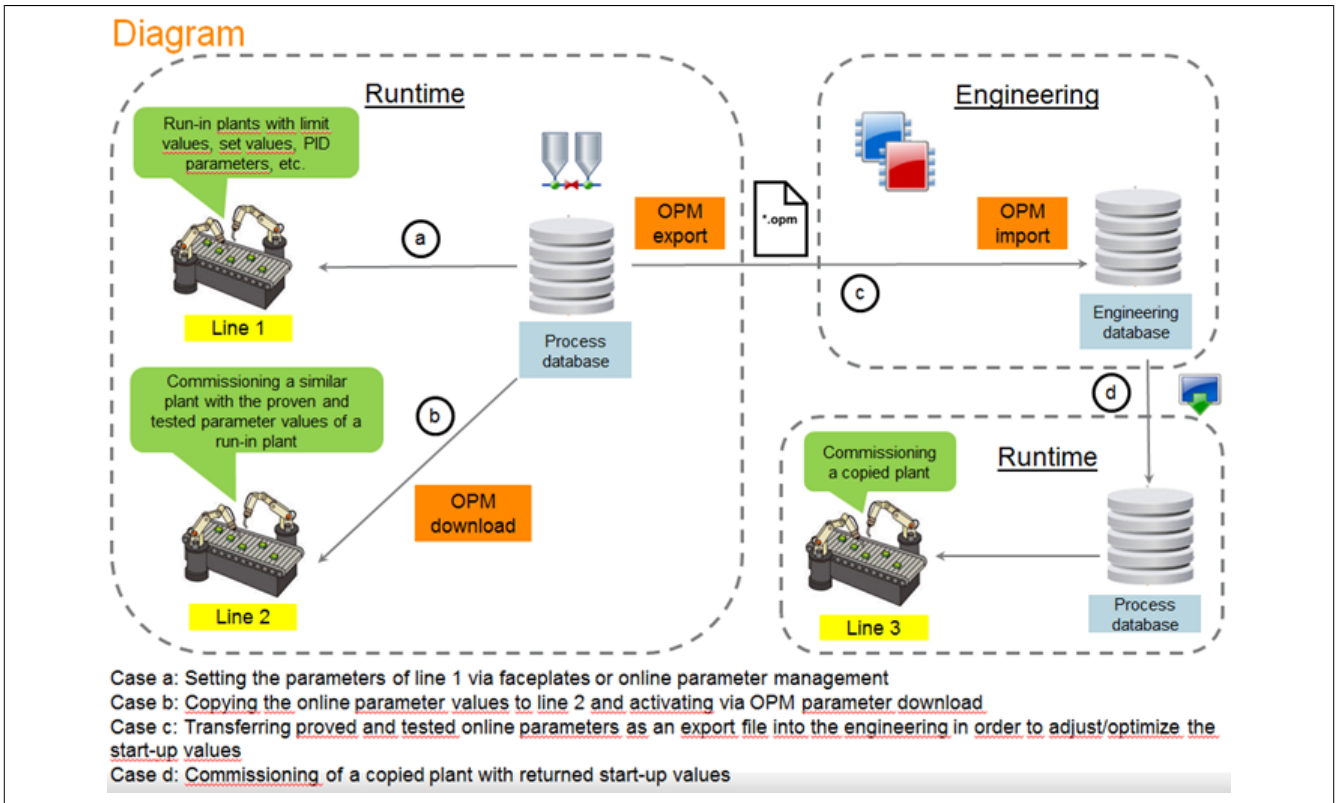 Diagram
Runtime
Run-in plants with limit
values, set values, PID
parameters, etc.
a
OPM
export
Line 1
Process
database
Commissioning a similar
plant with the proven and
tested parameter values of a
run-in plant
b
OPM
download
Line 2
*.opm
Engineering
OPM
import
c
Engineering
database
d
Runtime
Commissioning
a copied plant
Line 3
Process
database
Case a: Setting the parameters of line 1 via faceplates or online parameter management
Case b: Copying the online parameter values to line 2 and activating via OPM parameter download
Case c: Transferring proved and tested online parameters as an export file into the engineering in order to adjust/optimize the
start-up values
Case d: Commissioning of a copied plant with returned start-up values